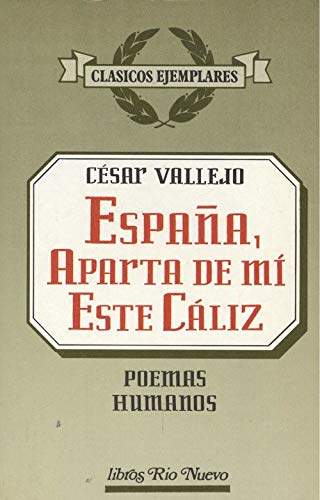 CLASICOS EJEMPLARES
César Vallejo
España,
Aparta de mí
Este Cáliz
Poemas
Humanos
libros Rio Nuevo